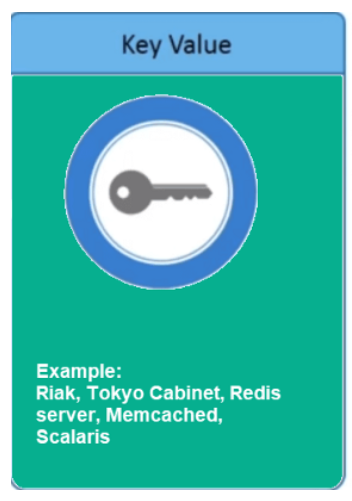 Key Value
Example:
Riak, Tokyo Cabinet, Redis
server, Memcached,
Scalaris